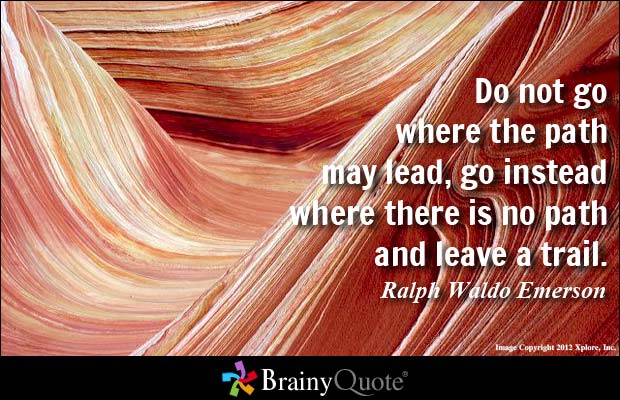 Do not go
where the path
may lead, go instead
where there is no path
and leave a trail.
Ralph Waldo Emerson
Image Copyright 2012 Xplore, Inc.
BrainyQuote®